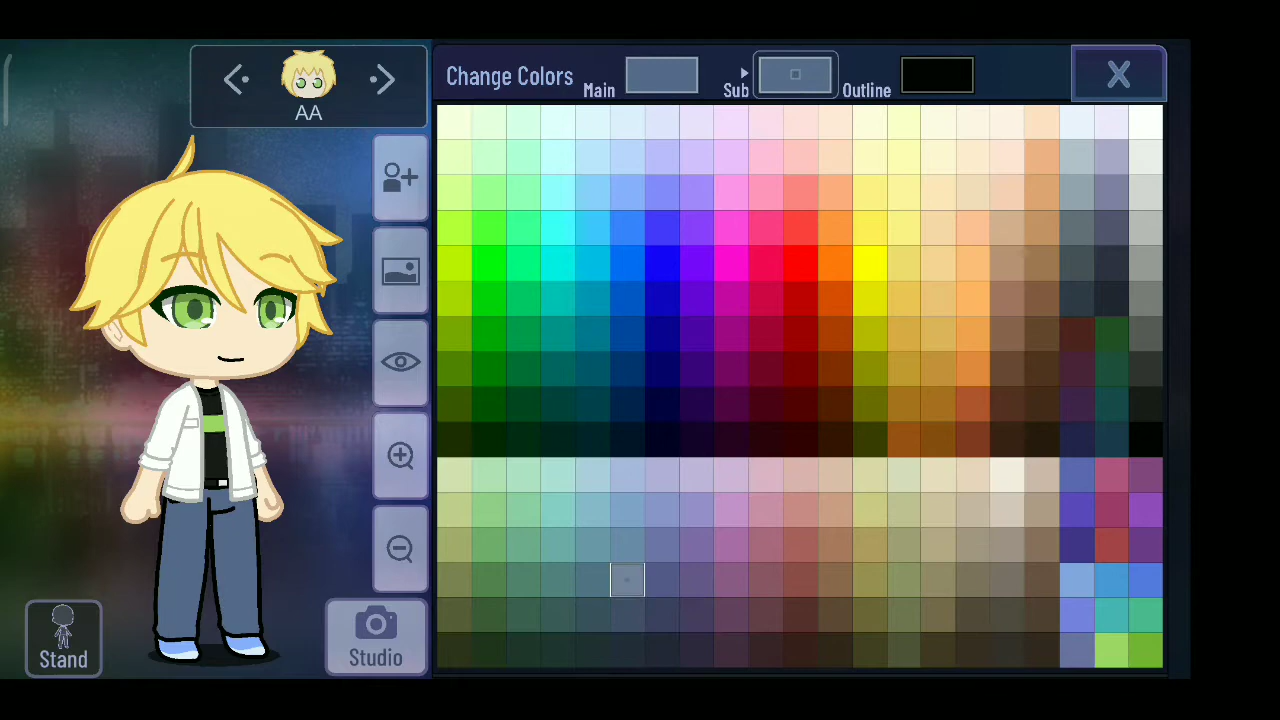 AA
Change Colors
Main
Sub
Outline
X
Stand
Studio